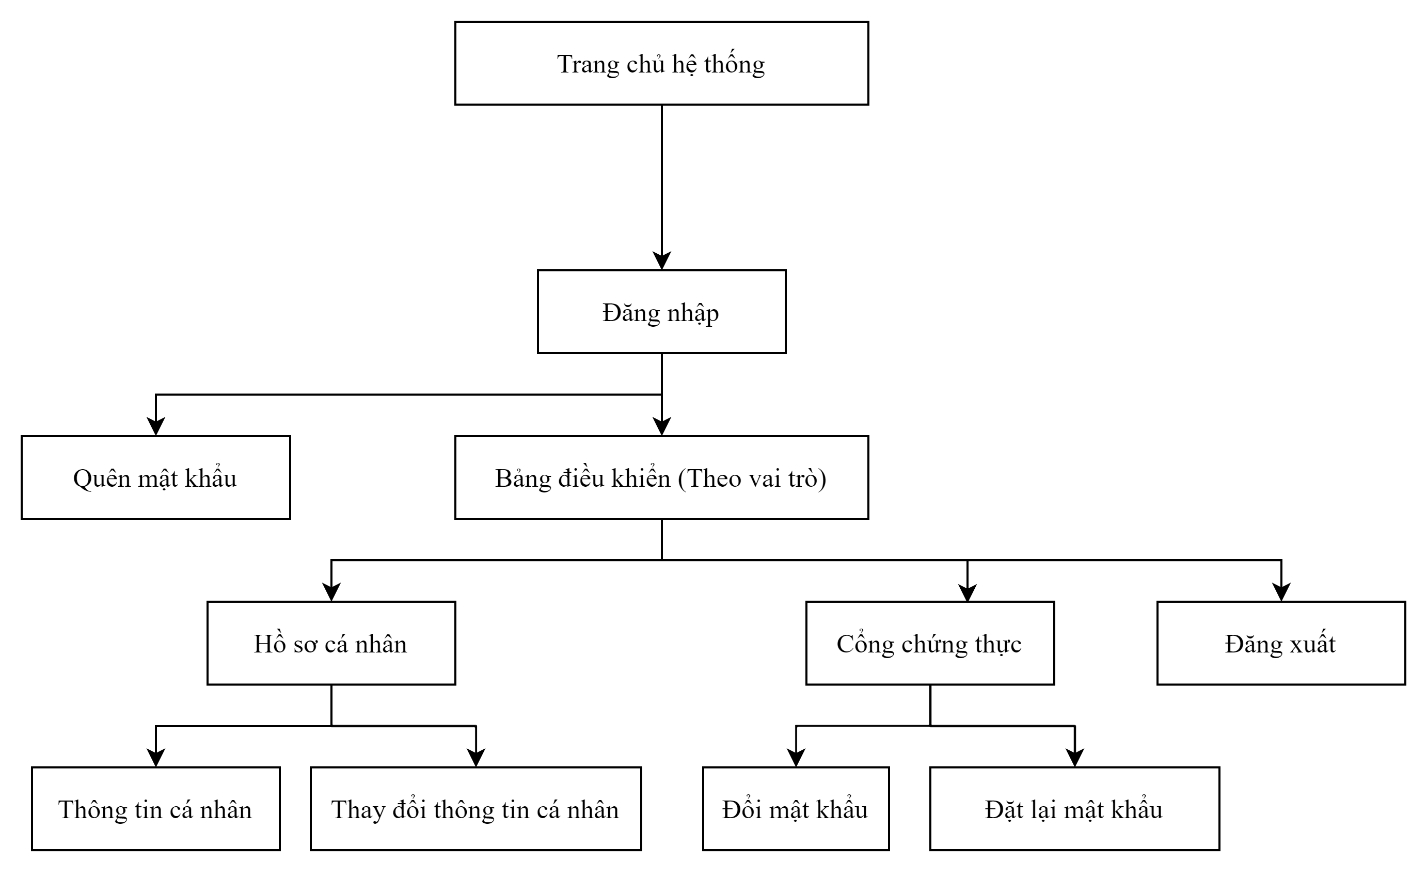 Trang chủ hệ thống
Đăng nhập
Quên mật khẩu
Bảng điều khiển (Theo vai trò)
Hồ sơ cá nhân
Cổng chứng thực
Đăng xuất
Thông tin cá nhân
Thay đổi thông tin cá nhân
Đổi mật khẩu
Đặt lại mật khẩu